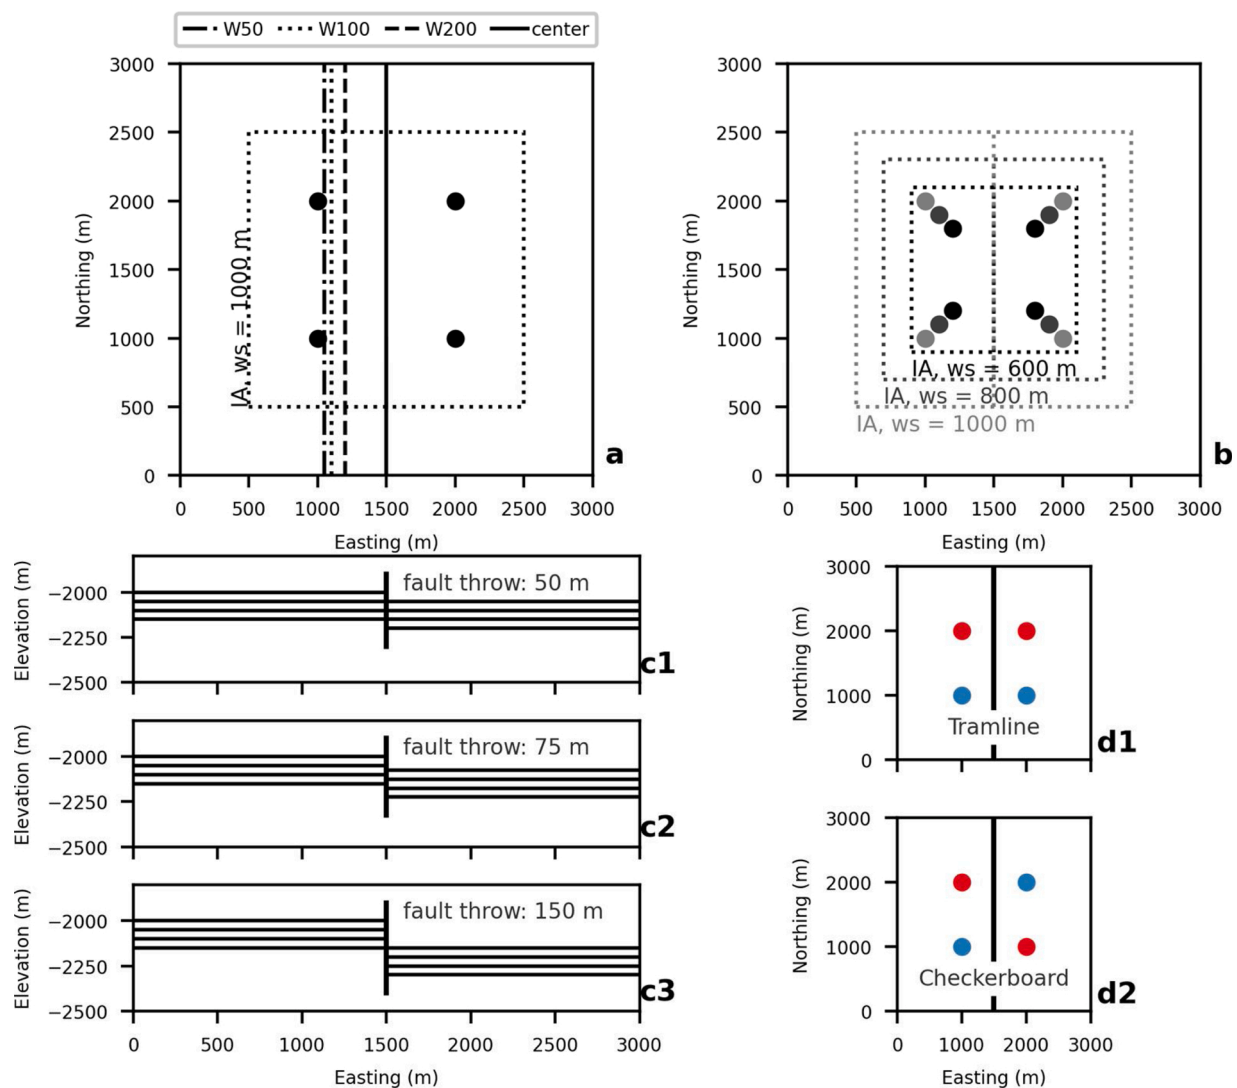 W50 W100 W200 center
3000
2500
2000
1500
1000
500
0
Northing (m)
IA, ws = 1000 m
a
0 500 1000 1500 2000 2500 3000
Easting (m)
3000
2500
2000
1500
1000
500
0
Northing (m)
IA, ws = 600 m
IA, ws = 800 m
IA, ws = 1000 m
b
0 500 1000 1500 2000 2500 3000
Easting (m)
Elevation (m)
−2000
−2250
−2500
fault throw: 50 m
c1
Elevation (m)
−2000
−2250
−2500
fault throw: 75 m
c2
Elevation (m)
−2000
−2250
−2500
fault throw: 150 m
c3
0 500 1000 1500 2000 2500 3000
Easting (m)
3000
2000
1000
0
Northing (m)
Tramline
d1
3000
2000
1000
0
Northing (m)
Checkerboard
d2
0 1000 2000 3000
Easting (m)